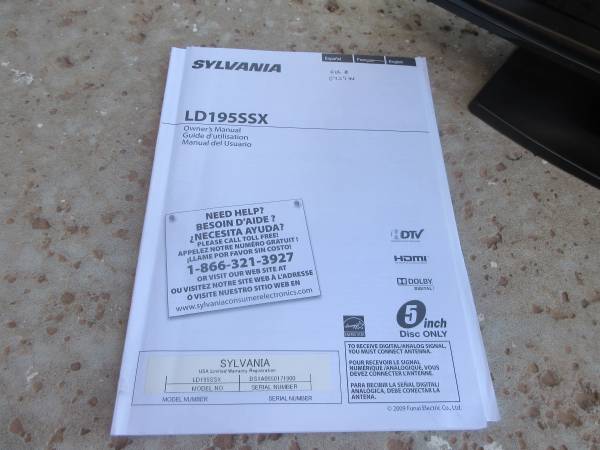 SYLVANIA
Español Français English
LD195SSX
Owner's Manual
Guide d'utilisation
Manual del Usuario
NEED HELP?
BESOIN D'AIDE ?
¿NECESITA AYUDA?
PLEASE CALL TOLL FREE!
APPELEZ NOTRE NUMÉRO GRATUIT !
¡LLAME POR FAVOR SIN COSTO!
1-866-321-3927
OR VISIT OUR WEB SITE AT
OU VISITEZ NOTRE SITE WEB À L'ADRESSE
Ó VISITE NUESTRO SITIO WEB EN
www.sylvaniaconsumerelectronics.com
DTV
HDMI
DOLBY
DIGITAL
5 inch
Disc ONLY
ENERGY STAR
SYLVANIA
USA Limited Warranty Registration
LD195SSX
MODEL NO. SERIAL NUMBER
MODEL NUMBER SERIAL NUMBER
TO RECEIVE DIGITAL/ANALOG SIGNAL,
YOU MUST CONNECT ANTENNA.
POUR RECEVOIR LE SIGNAL
NUMÉRIQUE /ANALOGIQUE, VOUS
DEVEZ CONNECTER L'ANTENNE.
PARA RECIBIR LA SEÑAL DIGITAL/
ANALÓGICA, DEBE CONECTAR LA
ANTENNA.
© 2009 Funai Electric Co., Ltd.